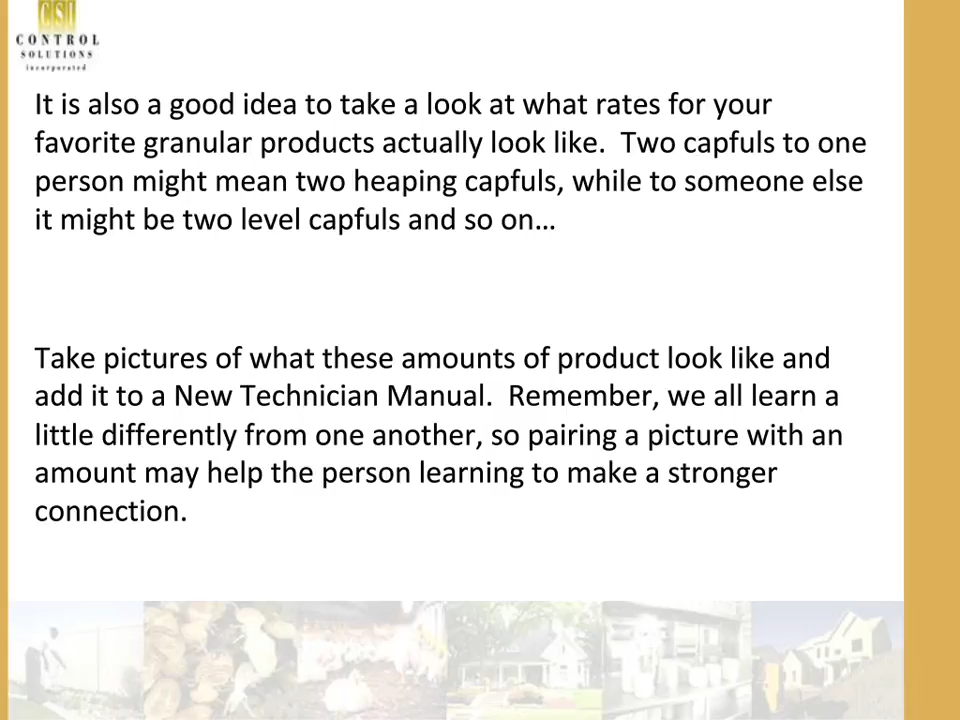 CSI
CONTROL
SOLUTIONS
incorporated
It is also a good idea to take a look at what rates for your
favorite granular products actually look like.  Two capfuls to one
person might mean two heaping capfuls, while to someone else
it might be two level capfuls and so on…
Take pictures of what these amounts of product look like and
add it to a New Technician Manual.  Remember, we all learn a
little differently from one another, so pairing a picture with an
amount may help the person learning to make a stronger
connection.